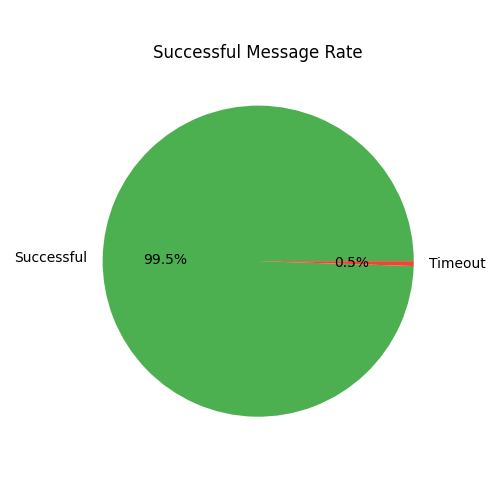 Successful Message Rate
Successful
99.5%
0.5%
Timeout